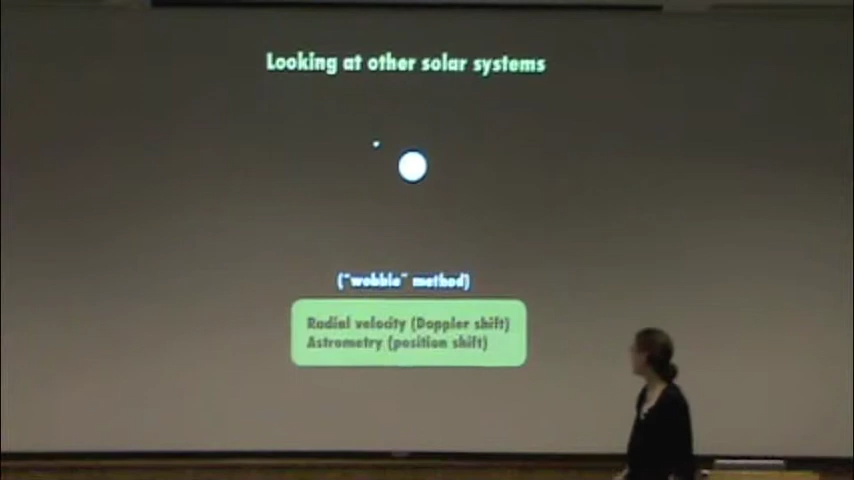 Looking at other solar systems
("wobble" method)
Radial velocity (Doppler shift)
Astrometry (position shift)